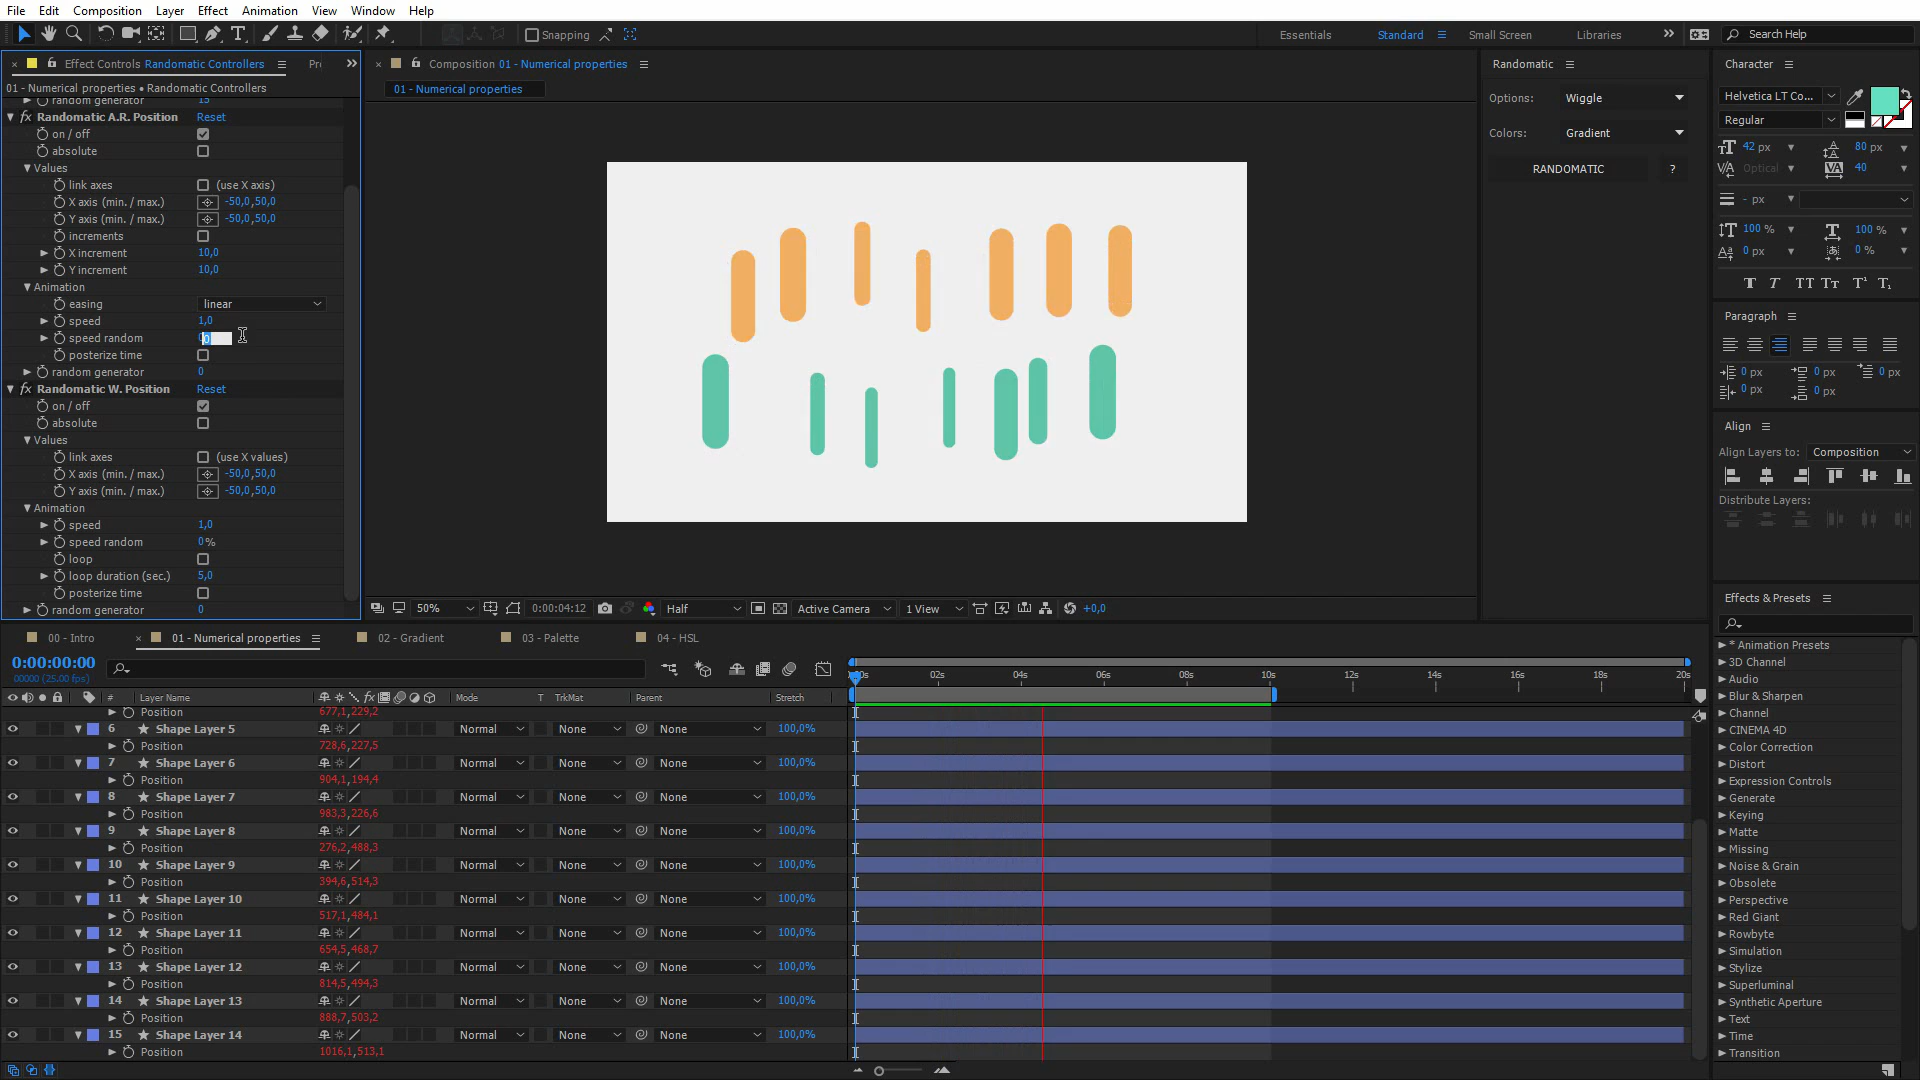 File Edit Composition Layer Effect Animation View Window Help
Snapping Essentials Standard Small Screen Libraries Search Help
Effect Controls Randomatic Controllers Pr
01 - Numerical properties • Randomatic Controllers
random generator 15
fx Randomatic A.R. Position Reset
on / off
absolute
Values
link axes (use X axis)
X axis (min. / max.) -50,0,50,0
Y axis (min. / max.) -50,0,50,0
increments
X increment 10,0
Y increment 10,0
Animation
easing linear
speed 1,0
speed random 0
posterize time
random generator 0
fx Randomatic W. Position Reset
on / off
absolute
Values
link axes (use X values)
X axis (min. / max.) -50,0,50,0
Y axis (min. / max.) -50,0,50,0
Animation
speed 1,0
speed random 0%
loop
loop duration (sec.) 5,0
posterize time
random generator 0
Composition 01 - Numerical properties
01 - Numerical properties
50% 0:00:04:12 Half Active Camera 1 View +0,0
Randomatic
Options: Wiggle
Colors: Gradient
RANDOMATIC ?
Character
Helvetica LT Co...
Regular
42 px 80 px
Optical 40
- px
100 % 100 %
0 px 0 %
T T TT Tr T¹ T₁
Paragraph
0 px 0 px 0 px
0 px 0 px
Align
Align Layers to: Composition
Distribute Layers:
Effects & Presets
* Animation Presets
3D Channel
Audio
Blur & Sharpen
Channel
CINEMA 4D
Color Correction
Distort
Expression Controls
Generate
Keying
Matte
Missing
Noise & Grain
Obsolete
Perspective
Red Giant
Rowbyte
Simulation
Stylize
Superluminal
Synthetic Aperture
Text
Time
Transition
00 - Intro 01 - Numerical properties 02 - Gradient 03 - Palette 04 - HSL
0:00:00:00
00000 (25.00 fps)
# Layer Name fx Mode T TrkMat Parent Stretch
00s 02s 04s 06s 08s 10s 12s 14s 16s 18s 20s
Position 677,1,229,2
6 Shape Layer 5 Normal None None 100,0%
Position 728,6,227,5
7 Shape Layer 6 Normal None None 100,0%
Position 904,1,194,4
8 Shape Layer 7 Normal None None 100,0%
Position 983,3,226,6
9 Shape Layer 8 Normal None None 100,0%
Position 276,2,488,3
10 Shape Layer 9 Normal None None 100,0%
Position 394,6,514,3
11 Shape Layer 10 Normal None None 100,0%
Position 517,1,484,1
12 Shape Layer 11 Normal None None 100,0%
Position 654,5,468,7
13 Shape Layer 12 Normal None None 100,0%
Position 814,5,494,3
14 Shape Layer 13 Normal None None 100,0%
Position 888,7,503,2
15 Shape Layer 14 Normal None None 100,0%
Position 1016,1,513,1